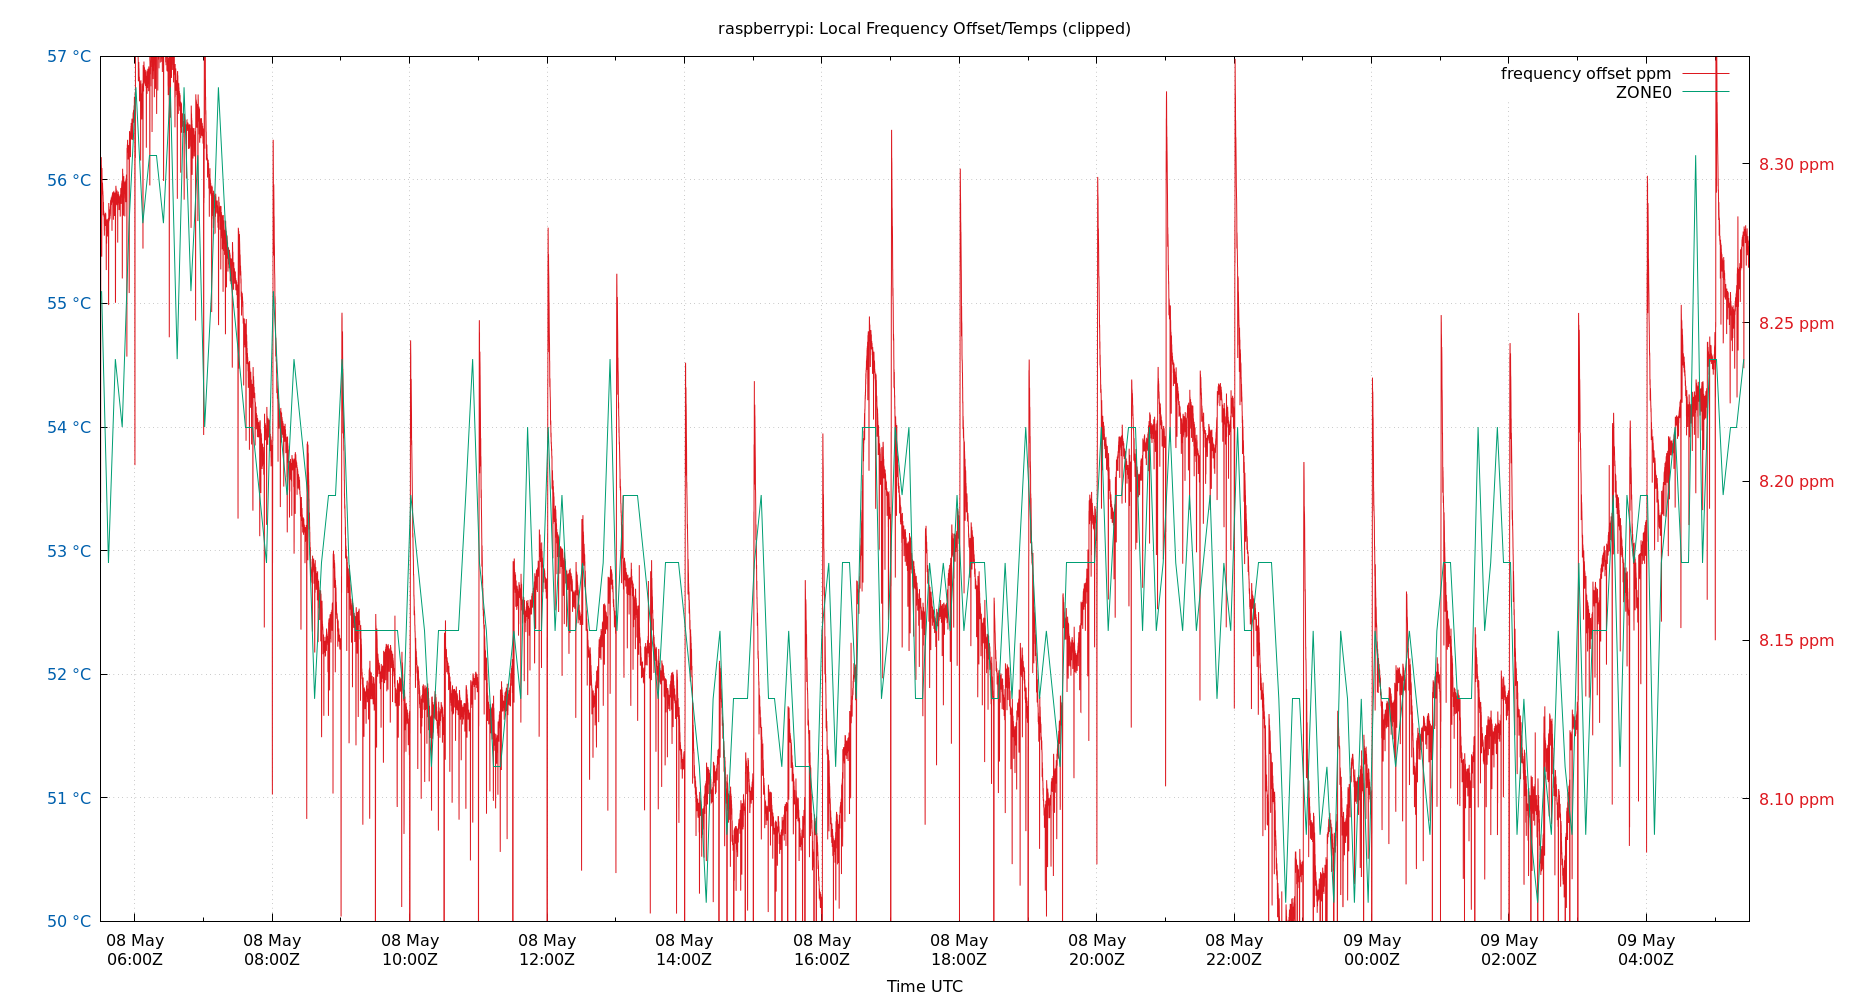 raspberrypi: Local Frequency Offset/Temps (clipped)
frequency offset ppm
ZONE0
57 °C
56 °C
55 °C
54 °C
53 °C
52 °C
51 °C
50 °C
8.30 ppm
8.25 ppm
8.20 ppm
8.15 ppm
8.10 ppm
08 May 08 May 08 May 08 May 08 May 08 May 08 May 08 May 08 May 09 May 09 May 09 May
06:00Z 08:00Z 10:00Z 12:00Z 14:00Z 16:00Z 18:00Z 20:00Z 22:00Z 00:00Z 02:00Z 04:00Z
Time UTC